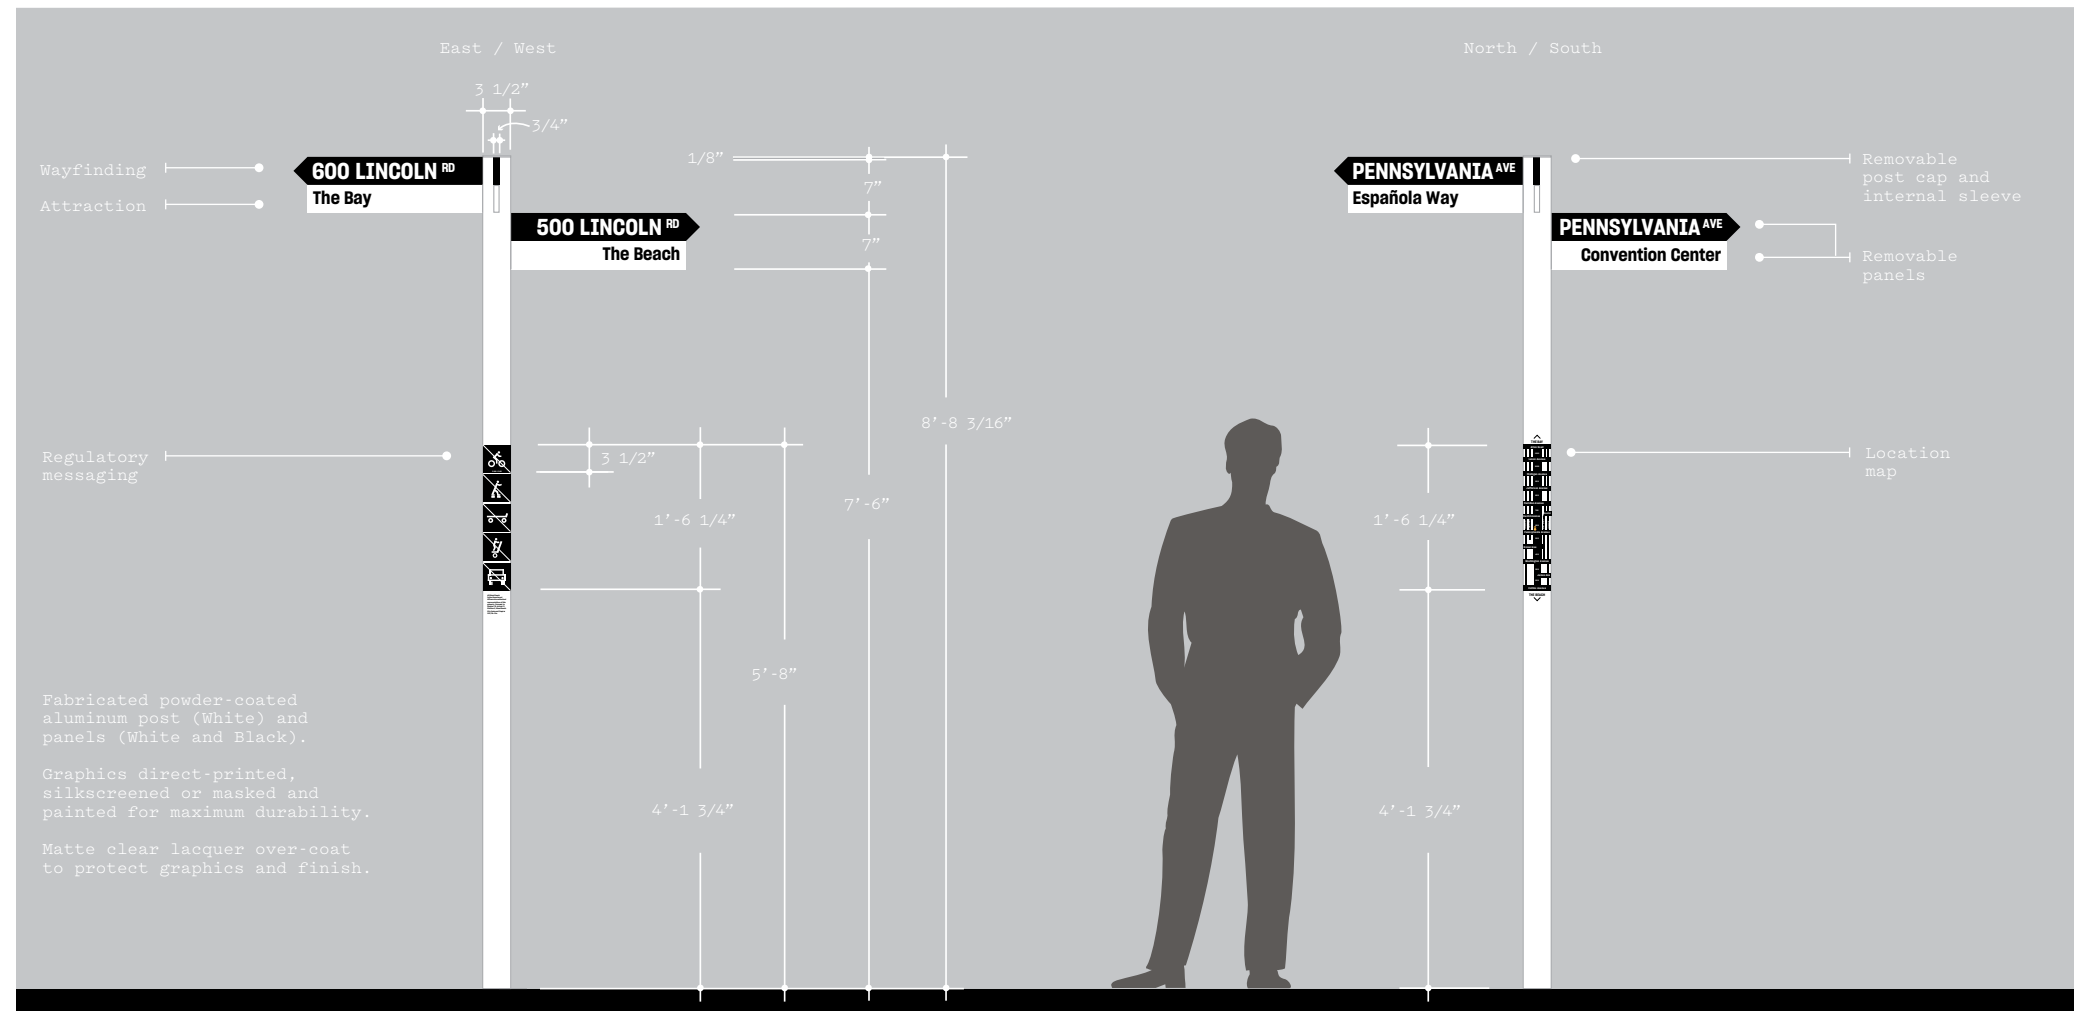 East / West
North / South
3 1/2”
3/4”
Wayfinding
Attraction
600 LINCOLN RD
The Bay
500 LINCOLN RD
The Beach
1/8”
7”
7”
8’-8 3/16”
PENNSYLVANIA AVE
Española Way
PENNSYLVANIA AVE
Convention Center
Removable
post cap and
internal sleeve
Removable
panels
Regulatory
messaging
3 1/2”
1’-6 1/4”
7’-6”
5’-8”
4’-1 3/4”
1’-6 1/4”
4’-1 3/4”
THE BAY
THE BEACH
Location
map
Fabricated powder-coated
aluminum post (White) and
panels (White and Black).
Graphics direct-printed,
silkscreened or masked and
painted for maximum durability.
Matte clear lacquer over-coat
to protect graphics and finish.